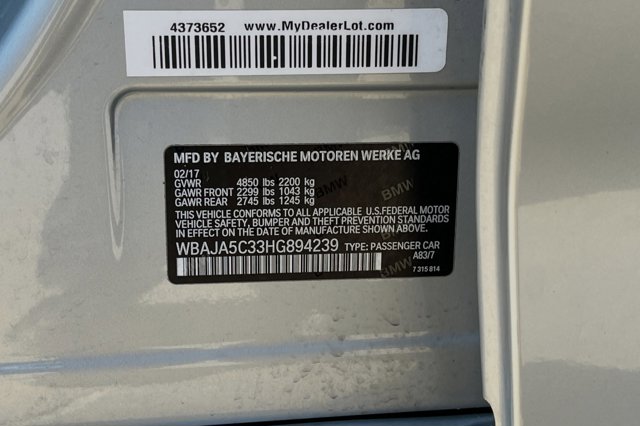 4373652 www.MyDealerLot.com
MFD BY BAYERISCHE MOTOREN WERKE AG
02/17
GVWR 4850 lbs 2200 kg
GAWR FRONT 2299 lbs 1043 kg
GAWR REAR 2745 lbs 1245 kg
THIS VEHICLE CONFORMS TO ALL APPLICABLE U.S.FEDERAL MOTOR
VEHICLE SAFETY, BUMPER, AND THEFT PREVENTION STANDARDS
IN EFFECT ON THE DATE OF MANUFACTURE SHOWN ABOVE.
WBAJA5C33HG894239 TYPE: PASSENGER CAR
A83/7
7 315 814
BMW
BMW
BMW